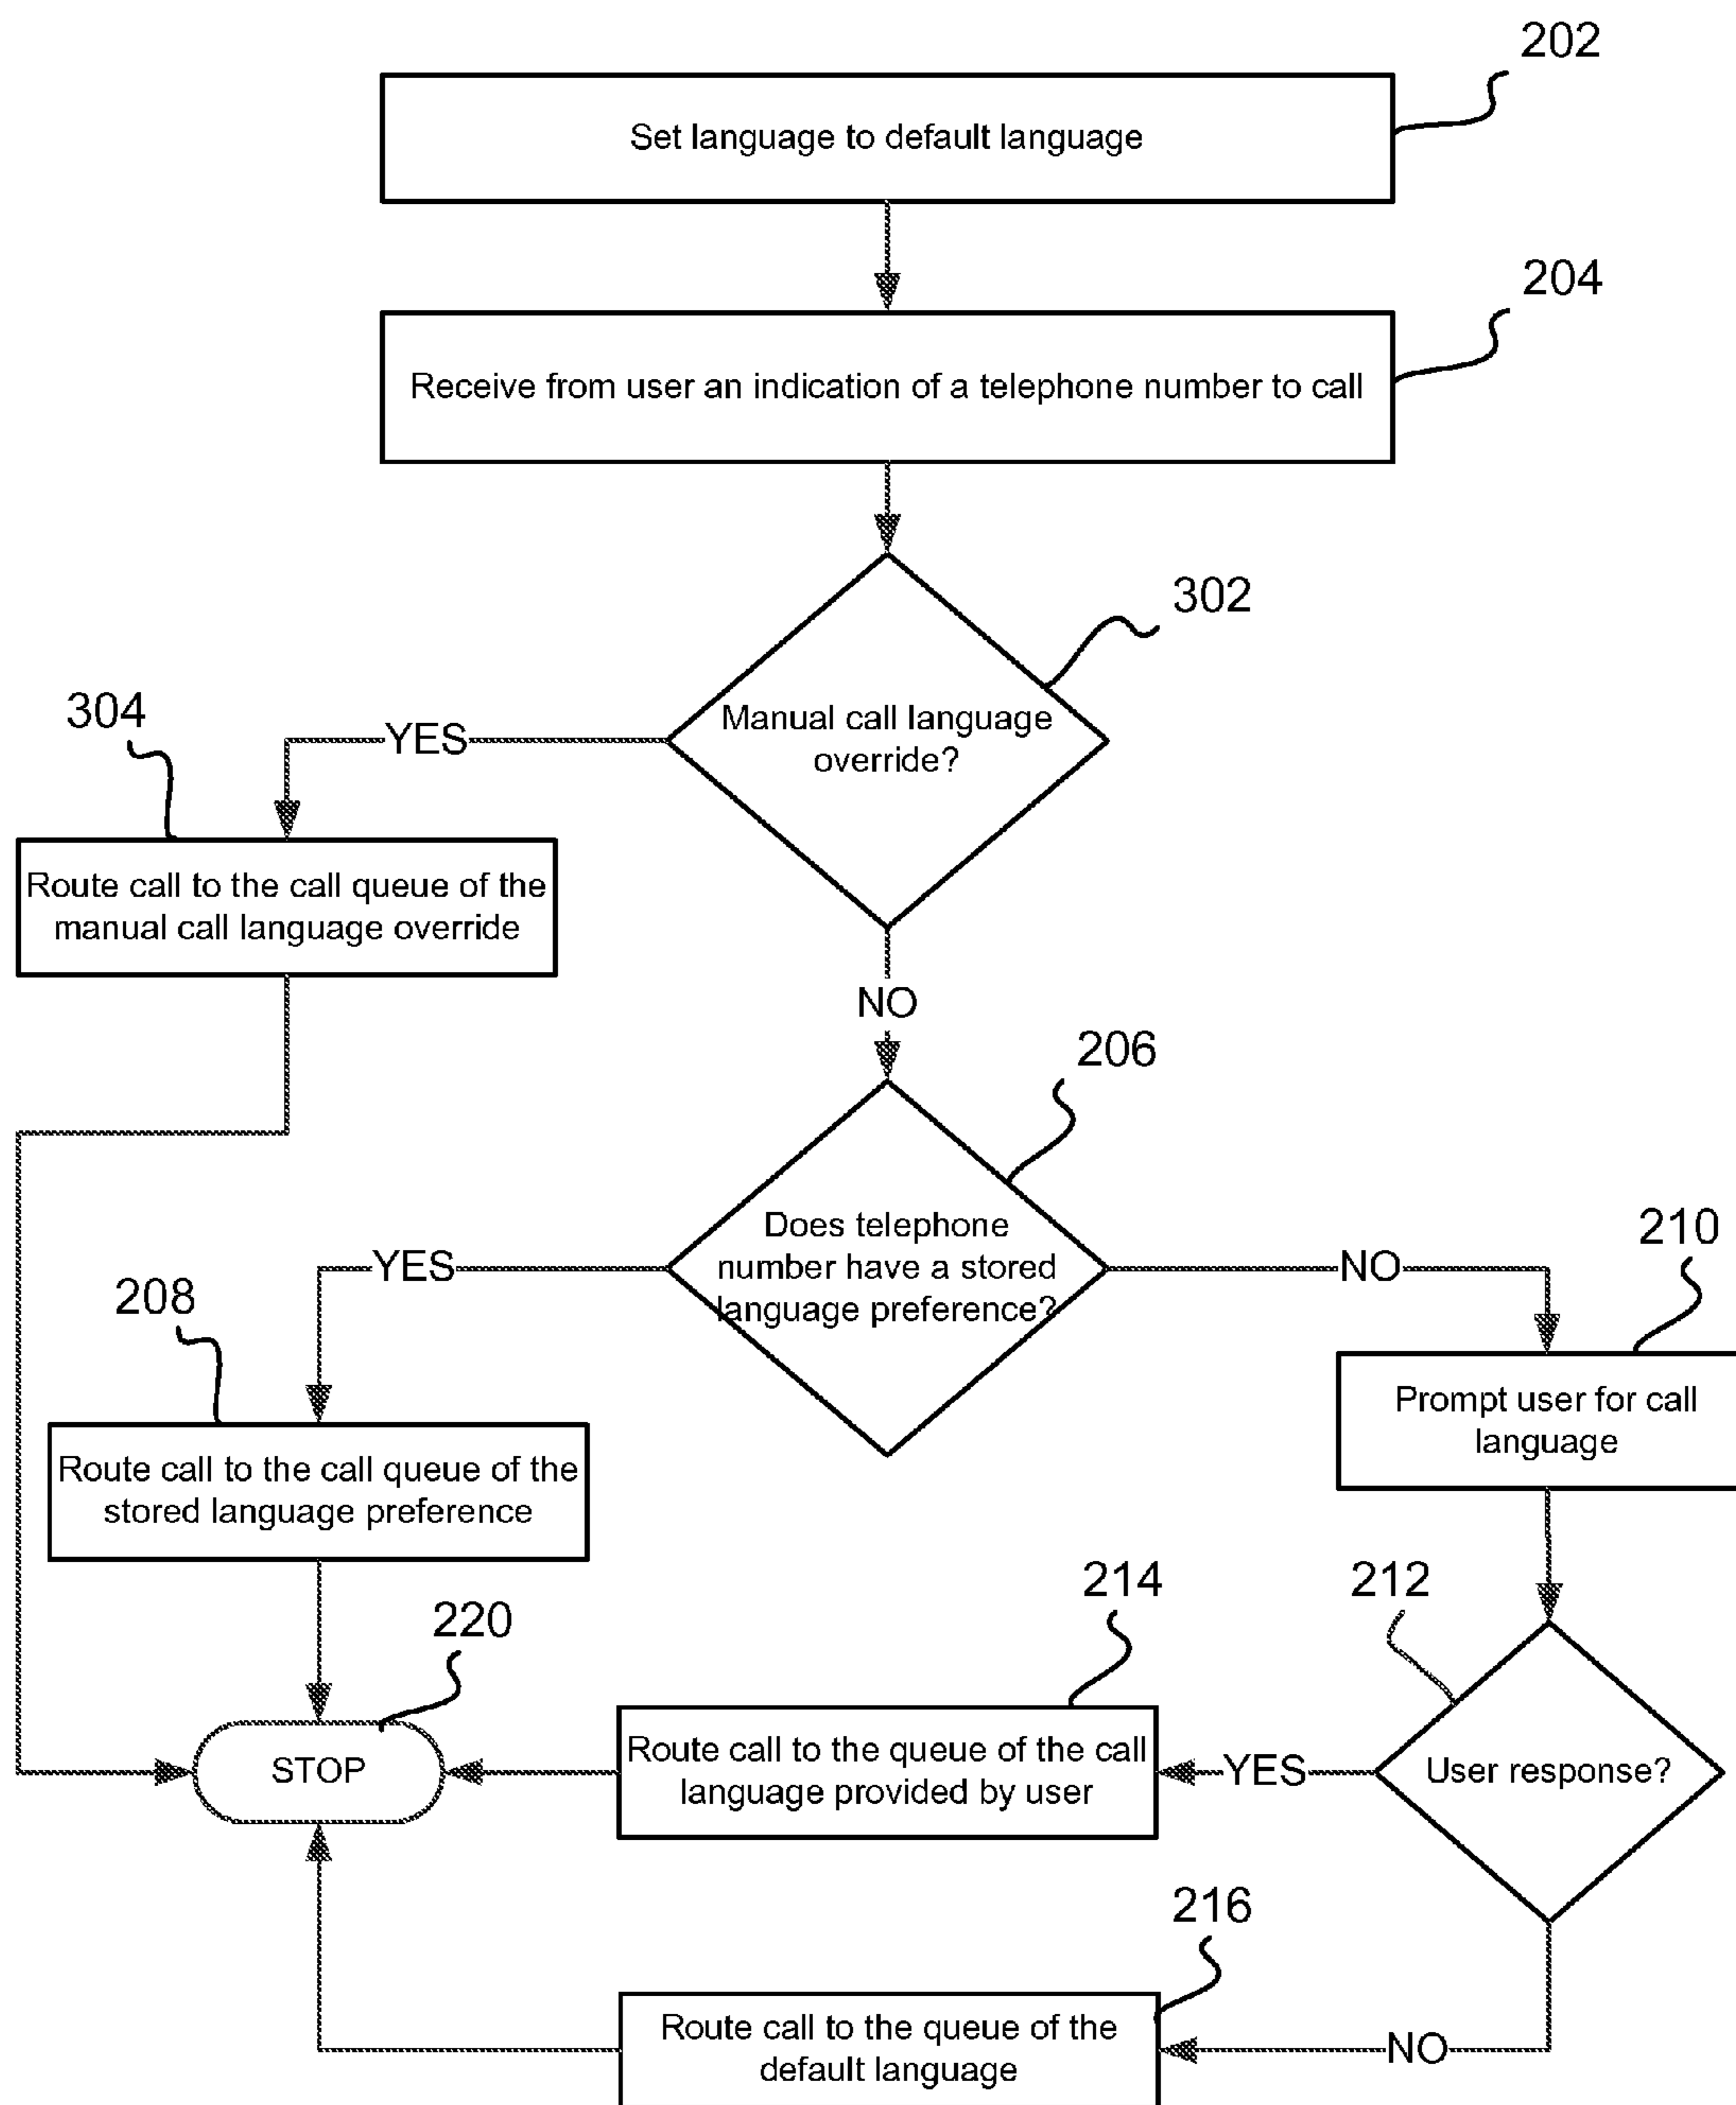 202
Set language to default language
204
Receive from user an indication of a telephone number to call
302
Manual call language
override?
304
YES
Route call to the call queue of the
manual call language override
NO
206
Does telephone
number have a stored
language preference?
YES
NO
210
208
Prompt user for call
language
Route call to the call queue of the
stored language preference
214
212
220
STOP
Route call to the queue of the call
language provided by user
YES
User response?
216
Route call to the queue of the
default language
NO